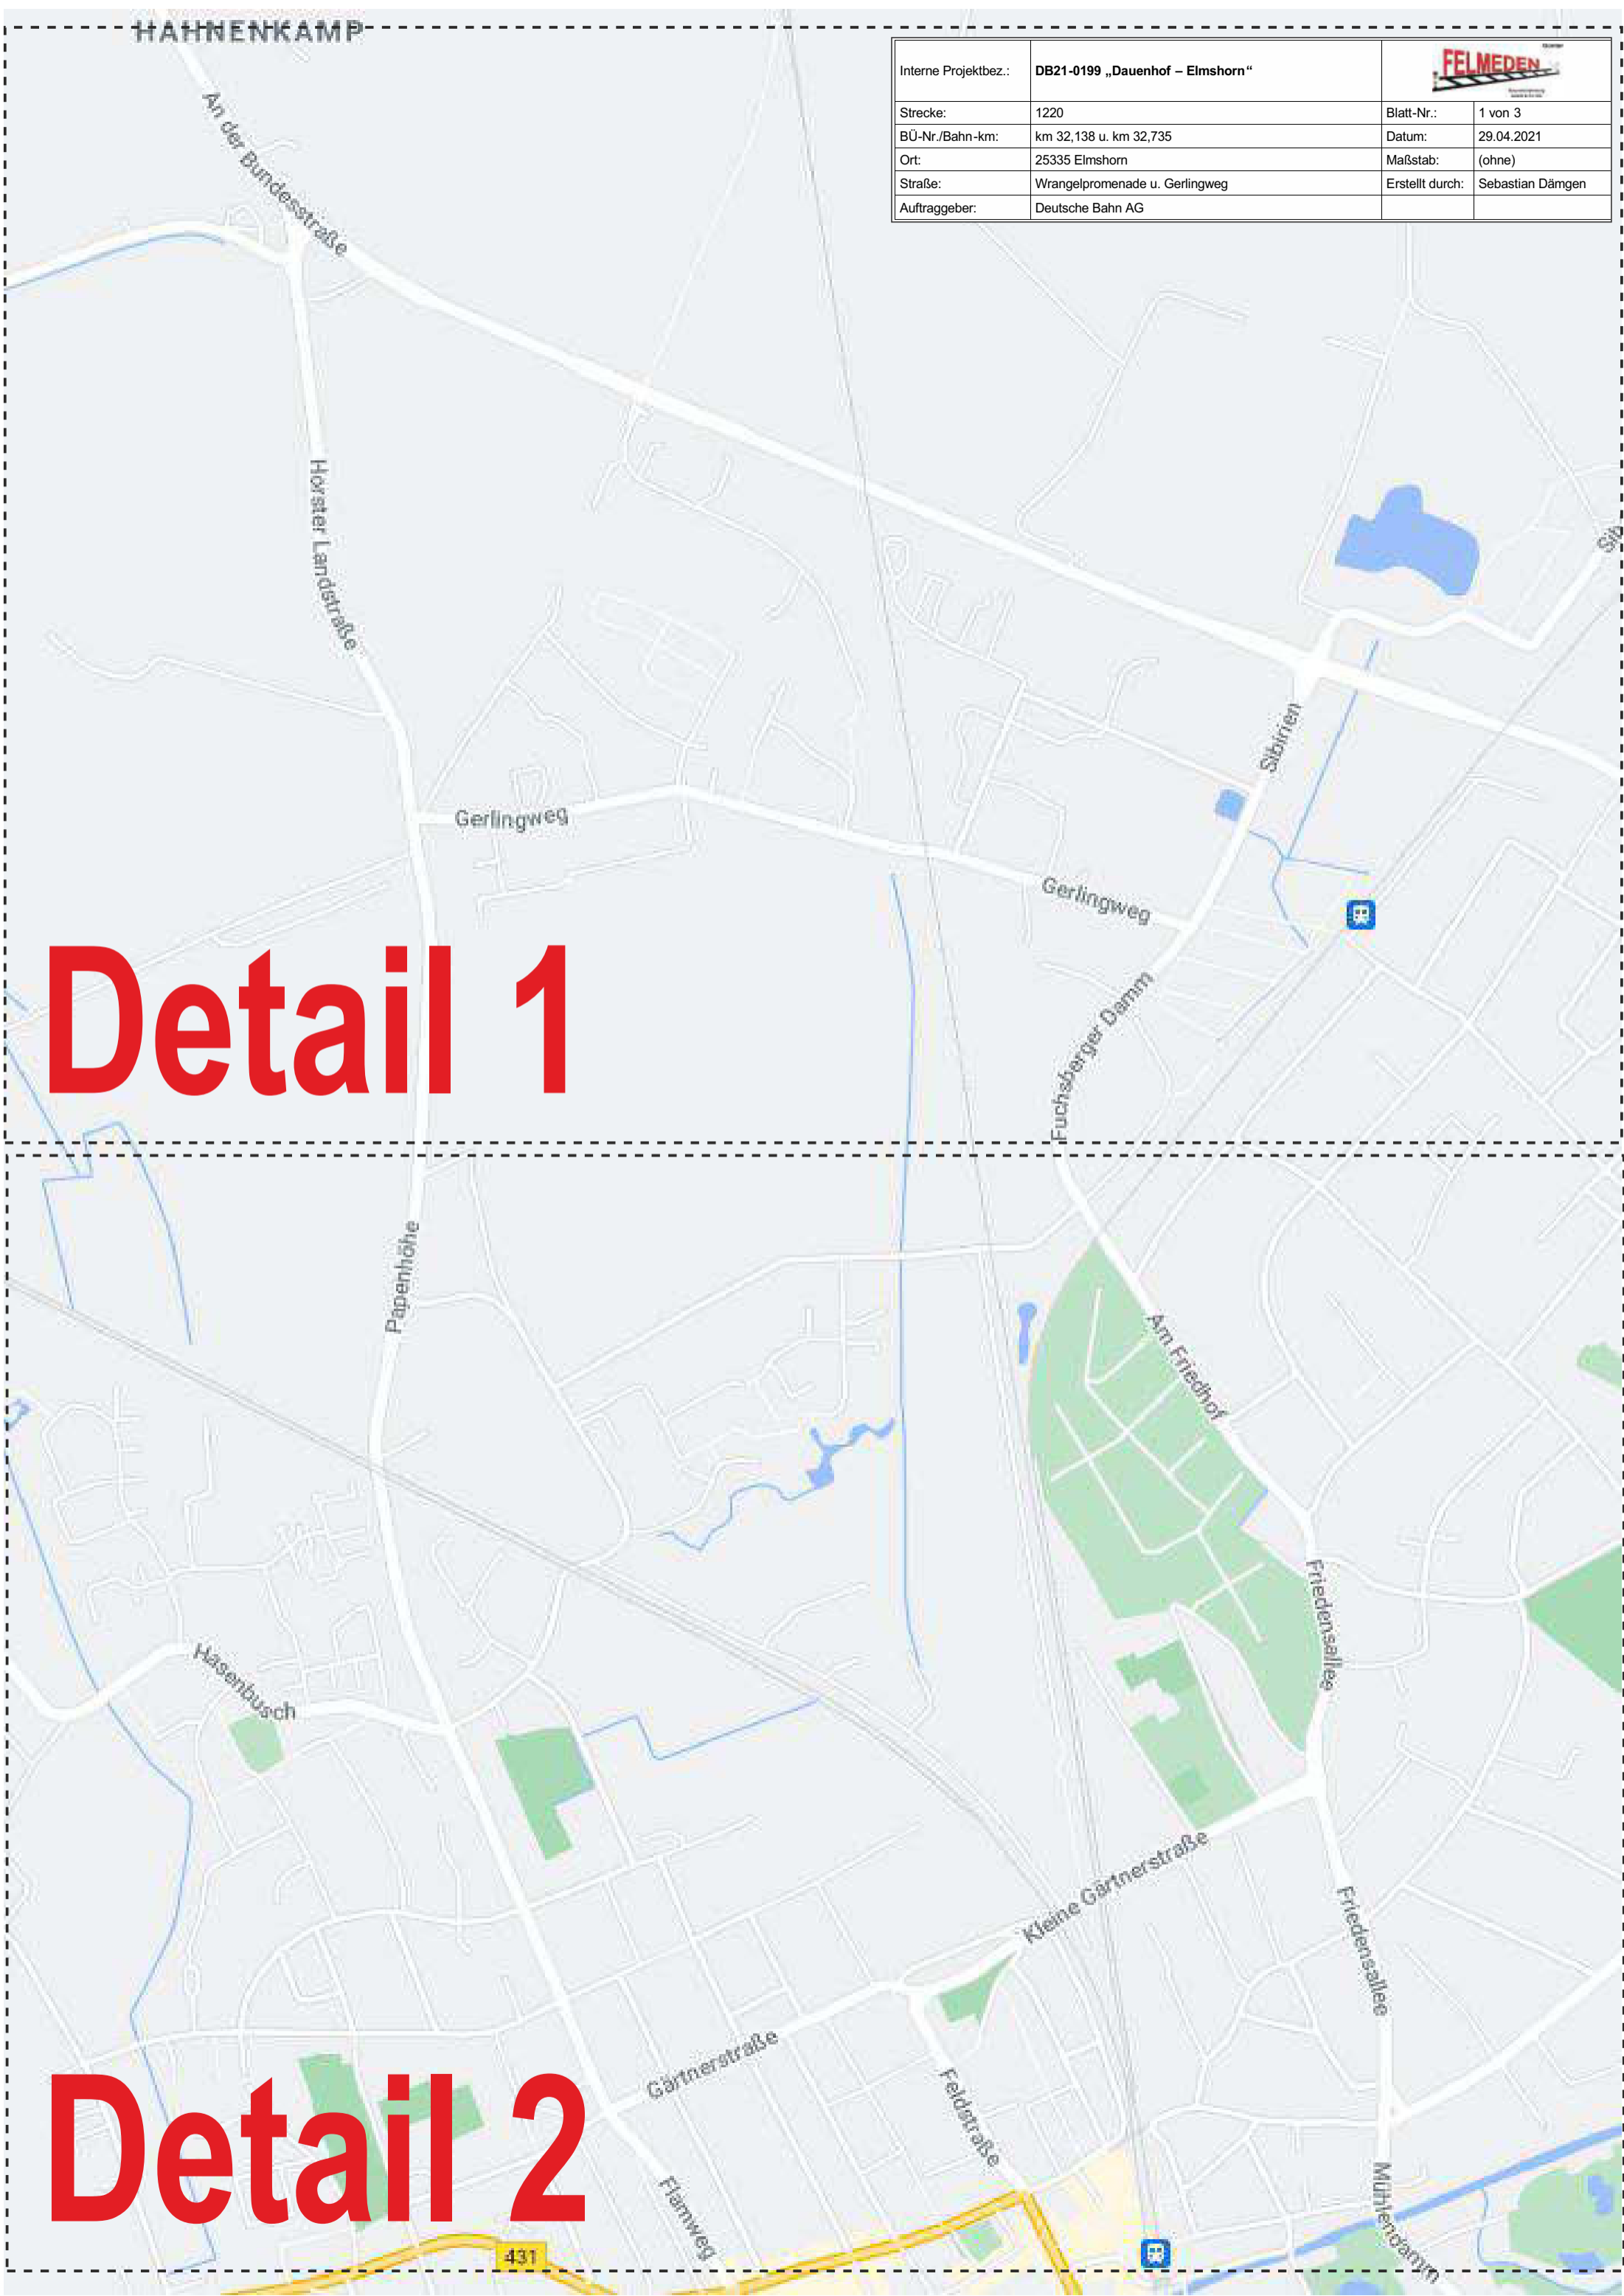 HAHNENKAMP
Interne Projektbez.: DB21-0199 „Dauenhof – Elmshorn“
FELMEDEN
Strecke: 1220 Blatt-Nr.: 1 von 3
BÜ-Nr./Bahn-km: km 32,138 u. km 32,735 Datum: 29.04.2021
Ort: 25335 Elmshorn Maßstab: (ohne)
Straße: Wrangelpromenade u. Gerlingweg Erstellt durch: Sebastian Dämgen
Auftraggeber: Deutsche Bahn AG
An der Bundesstraße
Horster Landstraße
Sib
Sibirien
Gerlingweg
Gerlingweg
Detail 1
Fuchsberger Damm
Papenhöhe
Am Friedhof
Friedensallee
Hasenbusch
Kleine Gärtnerstraße
Friedensallee
Gärtnerstraße
Feldstraße
Detail 2
Flamweg
Mühlendamm
431